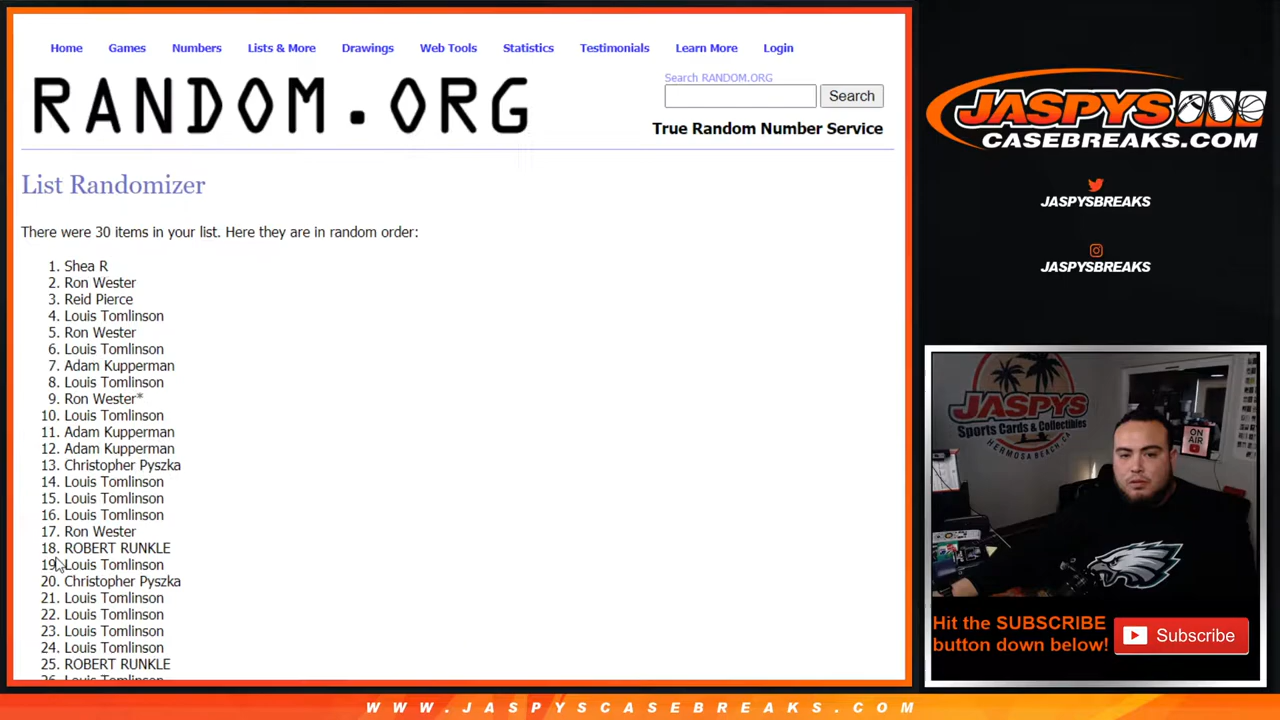 Home Games Numbers Lists & More Drawings Web Tools Statistics Testimonials Learn More Login
RANDOM.ORG
Search RANDOM.ORG
Search
True Random Number Service
List Randomizer
There were 30 items in your list. Here they are in random order:
1. Shea R
2. Ron Wester
3. Reid Pierce
4. Louis Tomlinson
5. Ron Wester
6. Louis Tomlinson
7. Adam Kupperman
8. Louis Tomlinson
9. Ron Wester*
10. Louis Tomlinson
11. Adam Kupperman
12. Adam Kupperman
13. Christopher Pyszka
14. Louis Tomlinson
15. Louis Tomlinson
16. Louis Tomlinson
17. Ron Wester
18. ROBERT RUNKLE
19. Louis Tomlinson
20. Christopher Pyszka
21. Louis Tomlinson
22. Louis Tomlinson
23. Louis Tomlinson
24. Louis Tomlinson
25. ROBERT RUNKLE
26. Louis Tomlinson
JASPYS
CASEBREAKS.COM
JASPYSBREAKS
JASPYSBREAKS
JASPYS
Sports Cards & Collectibles
HERMOSA BEACH, CA
ON AIR
Hit the SUBSCRIBE
button down below!
Subscribe
WWW.JASPYSCASEBREAKS.COM